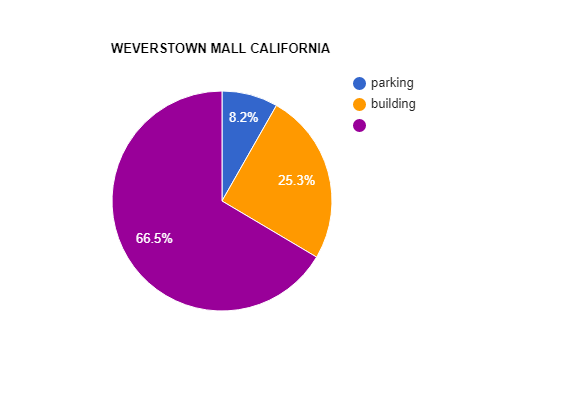 WEVERSTOWN MALL CALIFORNIA
parking
building
8.2%
25.3%
66.5%